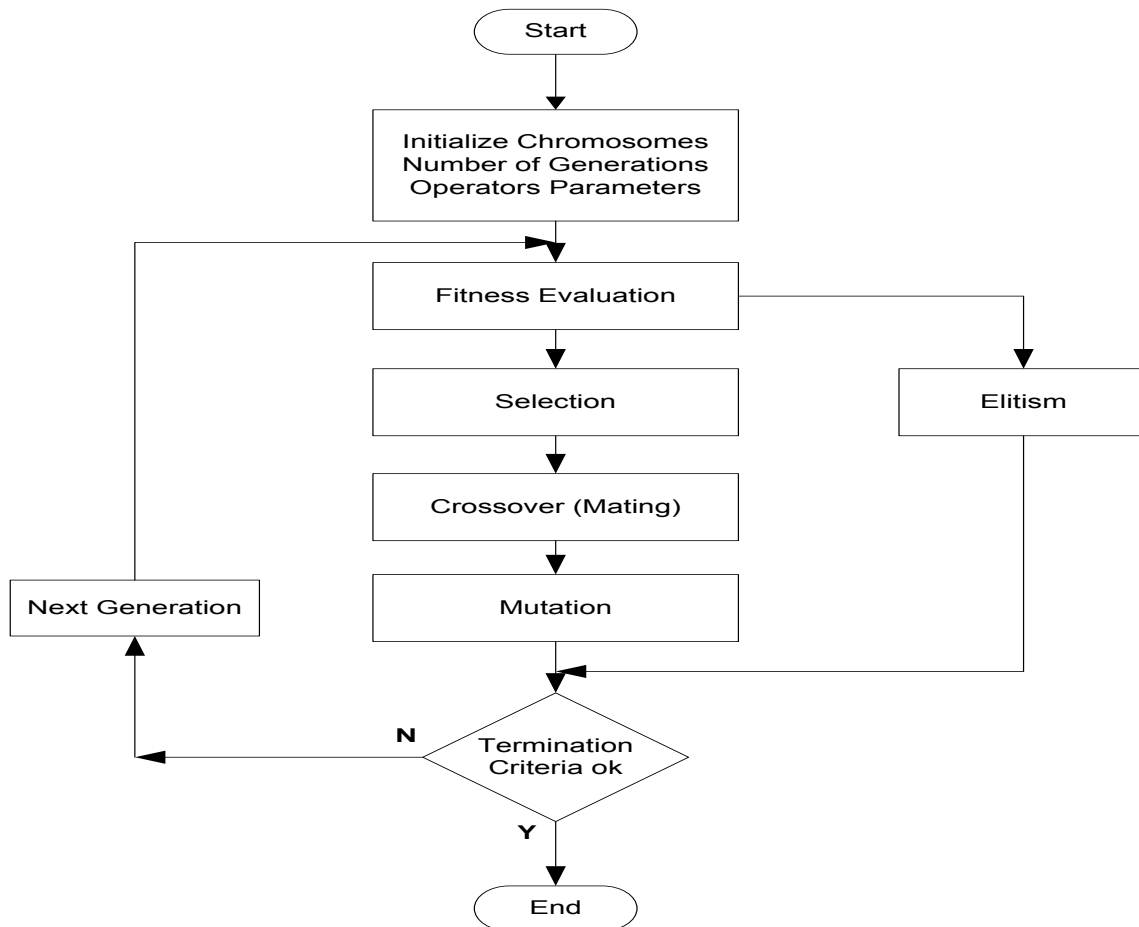 Start
Initialize Chromosomes
Number of Generations
Operators Parameters
Fitness Evaluation
Selection
Elitism
Crossover (Mating)
Next Generation
Mutation
N
Termination
Criteria ok
Y
End